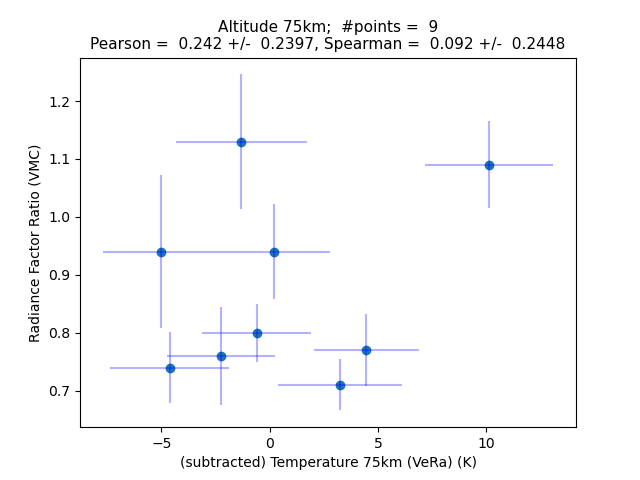 Altitude 75km;  #points =  9
Pearson =  0.242 +/-  0.2397, Spearman =  0.092 +/-  0.2448
1.2
1.1
1.0
0.9
0.8
0.7
Radiance Factor Ratio (VMC)
−5
0
5
10
(subtracted) Temperature 75km (VeRa) (K)